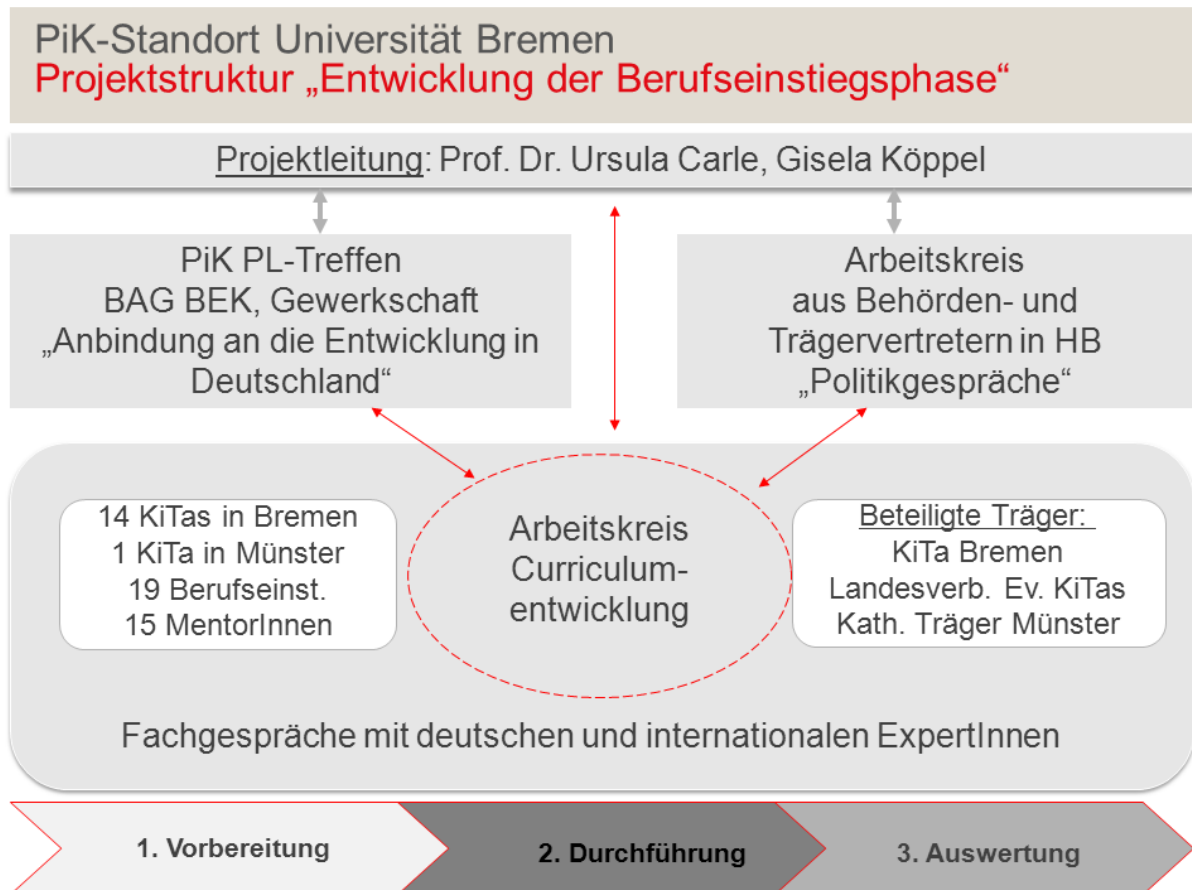 PiK-Standort Universität Bremen
Projektstruktur „Entwicklung der Berufseinstiegsphase“
Projektleitung: Prof. Dr. Ursula Carle, Gisela Köppel
PiK PL-Treffen
BAG BEK, Gewerkschaft
„Anbindung an die Entwicklung in
Deutschland“
Arbeitskreis
aus Behörden- und
Trägervertretern in HB
„Politikgespräche“
14 KiTas in Bremen
1 KiTa in Münster
19 Berufseinst.
15 MentorInnen
Arbeitskreis
Curriculum-
entwicklung
Beteiligte Träger:
KiTa Bremen
Landesverb. Ev. KiTas
Kath. Träger Münster
Fachgespräche mit deutschen und internationalen ExpertInnen
1. Vorbereitung
2. Durchführung
3. Auswertung